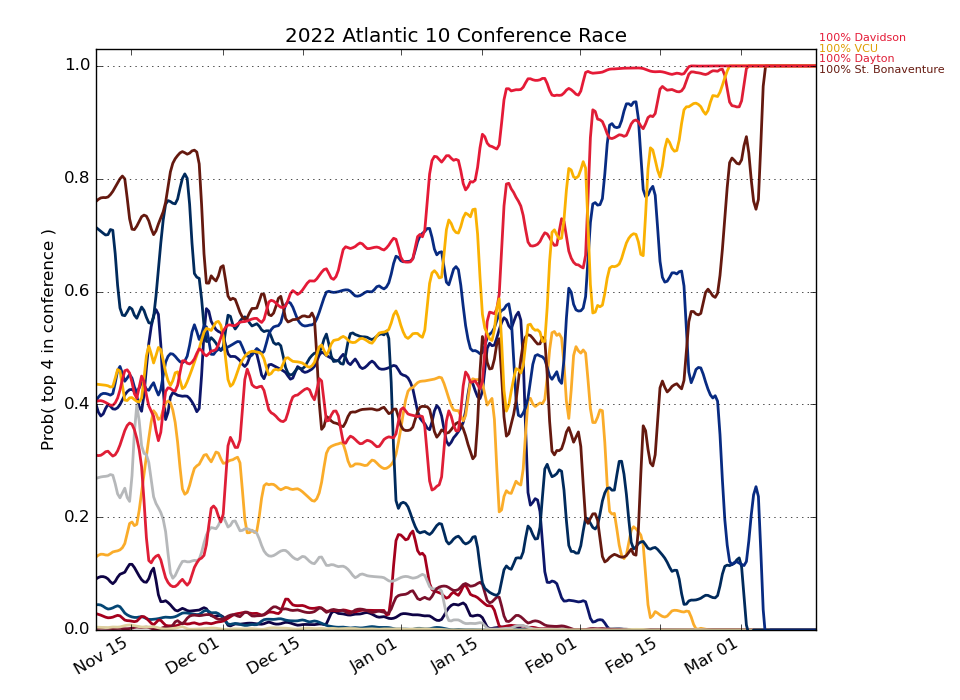 2022 Atlantic 10 Conference Race
100% Davidson
100% VCU
100% Dayton
100% St. Bonaventure
Prob( top 4 in conference )
1.0
0.8
0.6
0.4
0.2
0.0
Nov 15
Dec 01
Dec 15
Jan 01
Jan 15
Feb 01
Feb 15
Mar 01